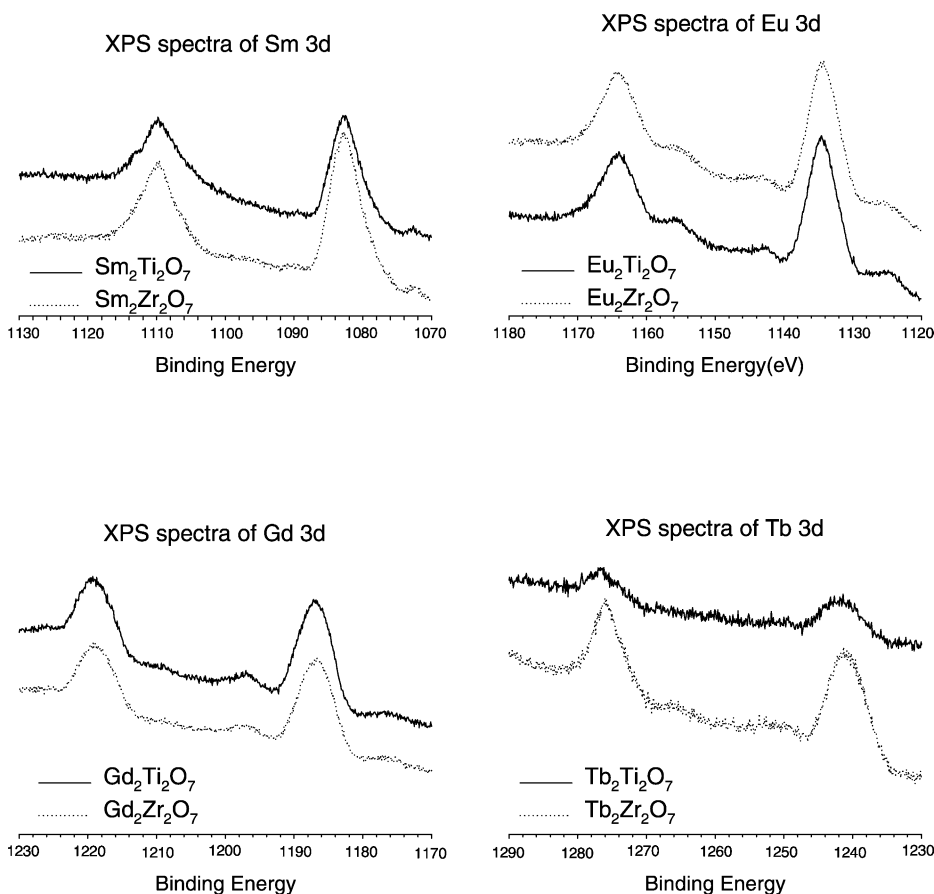 XPS spectra of Sm 3d
Sm₂Ti₂O₇
Sm₂Zr₂O₇
1130 1120 1110 1100 1090 1080 1070
Binding Energy
XPS spectra of Eu 3d
Eu₂Ti₂O₇
Eu₂Zr₂O₇
1180 1170 1160 1150 1140 1130 1120
Binding Energy(eV)
XPS spectra of Gd 3d
Gd₂Ti₂O₇
Gd₂Zr₂O₇
1230 1220 1210 1200 1190 1180 1170
Binding Energy
XPS spectra of Tb 3d
Tb₂Ti₂O₇
Tb₂Zr₂O₇
1290 1280 1270 1260 1250 1240 1230
Binding Energy